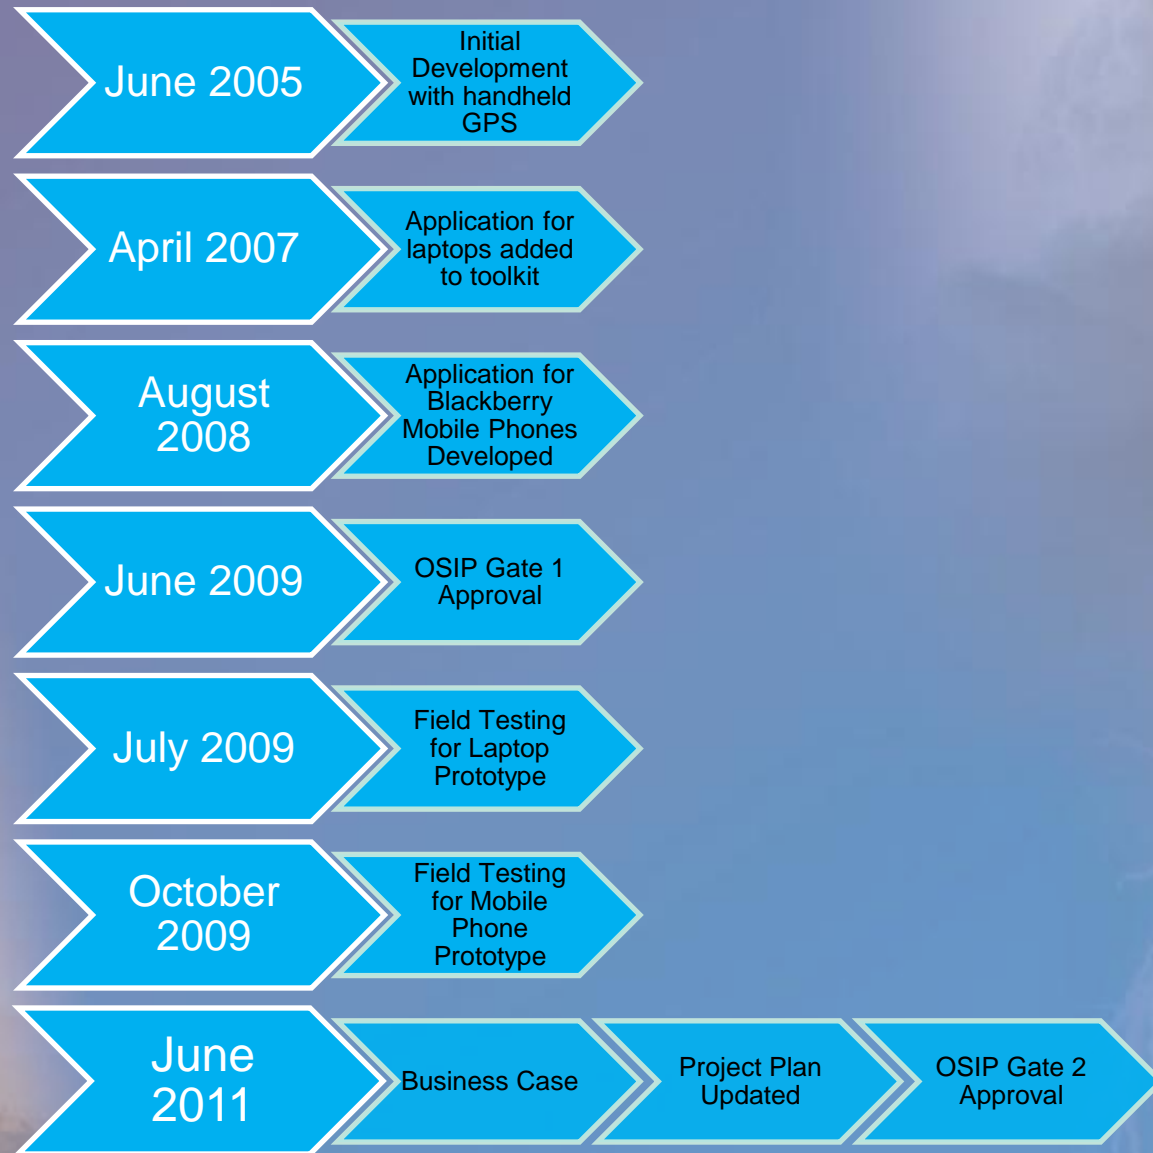 June 2005
Initial
Development
with handheld
GPS
April 2007
Application for
laptops added
to toolkit
August
2008
Application for
Blackberry
Mobile Phones
Developed
June 2009
OSIP Gate 1
Approval
July 2009
Field Testing
for Laptop
Prototype
October
2009
Field Testing
for Mobile
Phone
Prototype
June
2011
Business Case
Project Plan
Updated
OSIP Gate 2
Approval